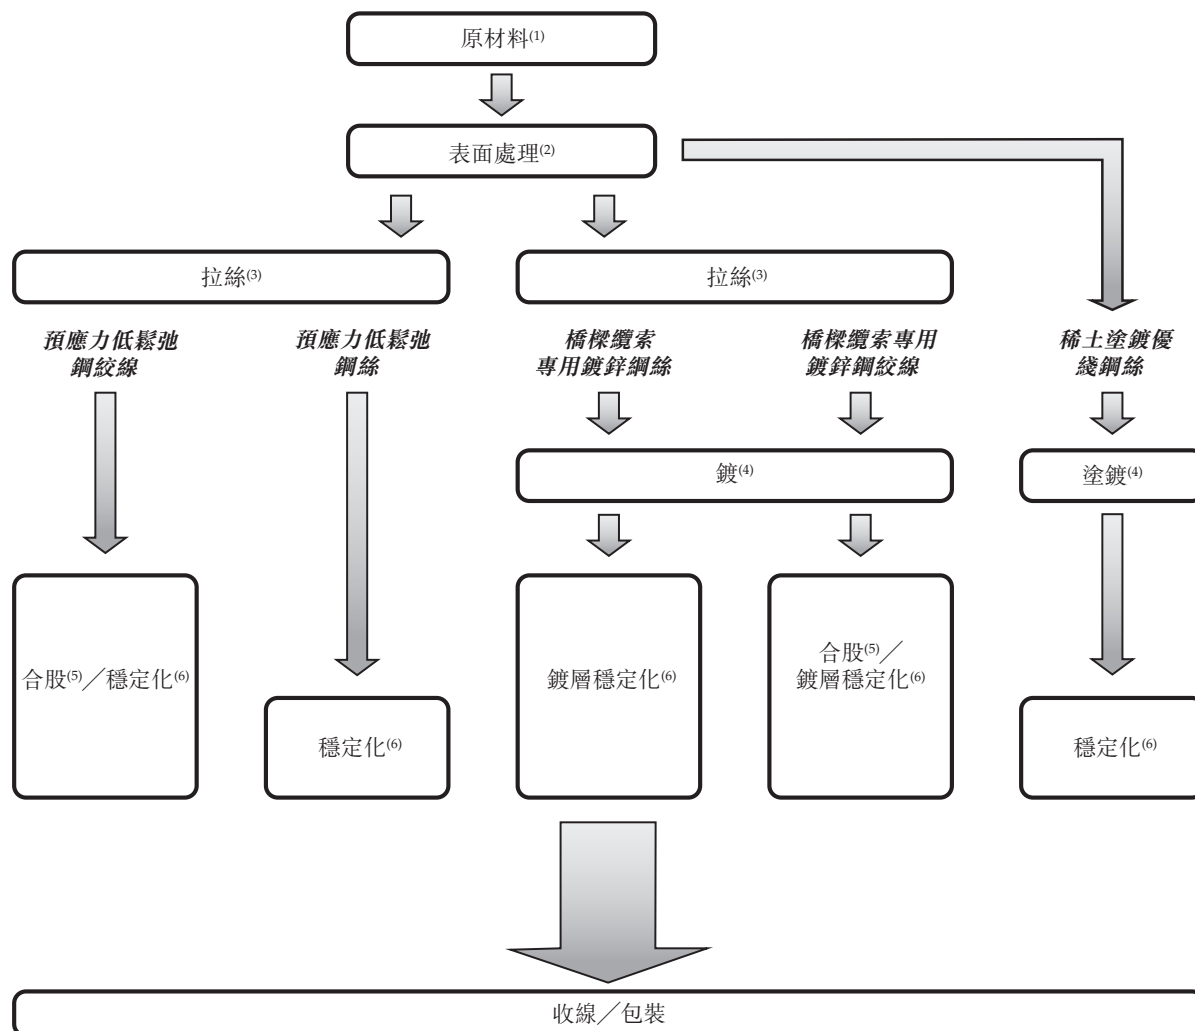 原材料(1)
表面處理(2)
拉絲(3)
拉絲(3)
預應力低鬆弛
鋼絞線
預應力低鬆弛
鋼絲
橋樑纜索
專用鍍鋅綱絲
橋樑纜索專用
鍍鋅鋼絞線
稀土塗鍍優
綫鋼絲
鍍(4)
塗鍍(4)
合股(5)／穩定化(6)
穩定化(6)
鍍層穩定化(6)
合股(5)／
鍍層穩定化(6)
穩定化(6)
收線／包裝